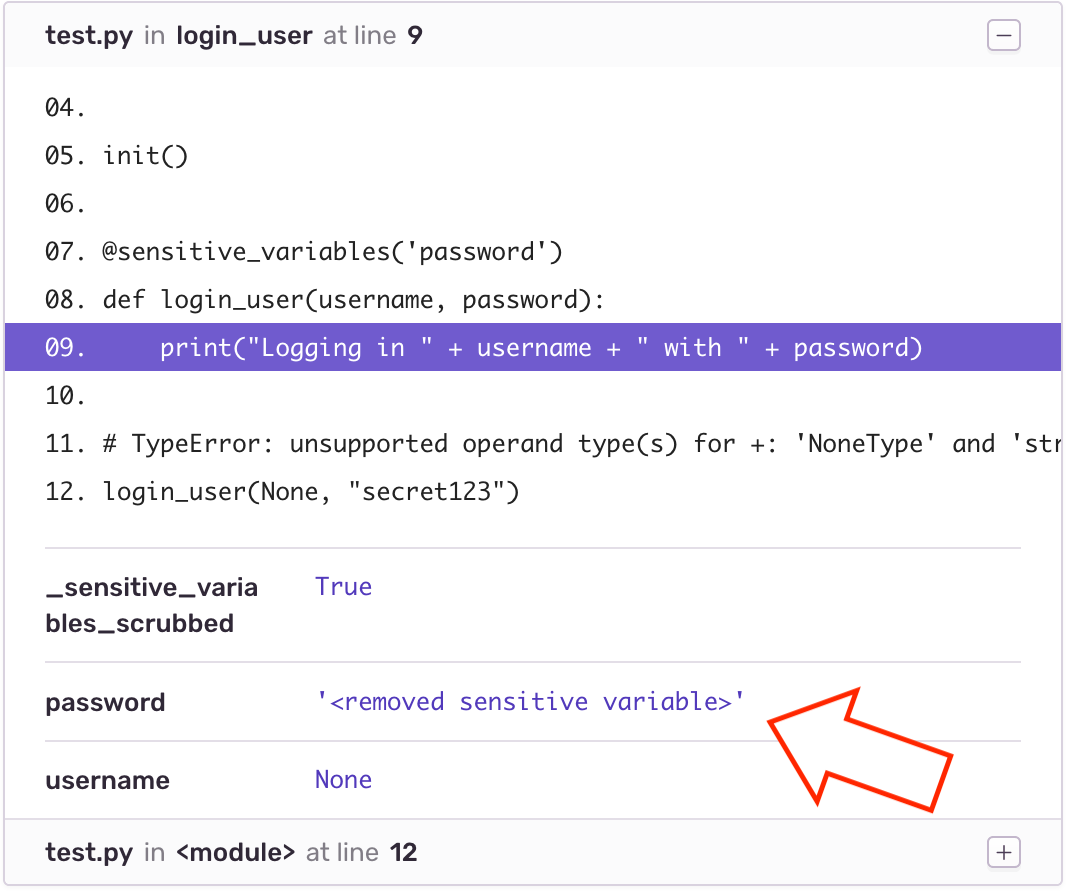 test.py in login_user at line 9
04.
05. init()
06.
07. @sensitive_variables('password')
08. def login_user(username, password):
09.     print("Logging in " + username + " with " + password)
10.
11. # TypeError: unsupported operand type(s) for +: 'NoneType' and 'str
12. login_user(None, "secret123")
_sensitive_varia True
bles_scrubbed
password '<removed sensitive variable>'
username None
test.py in <module> at line 12